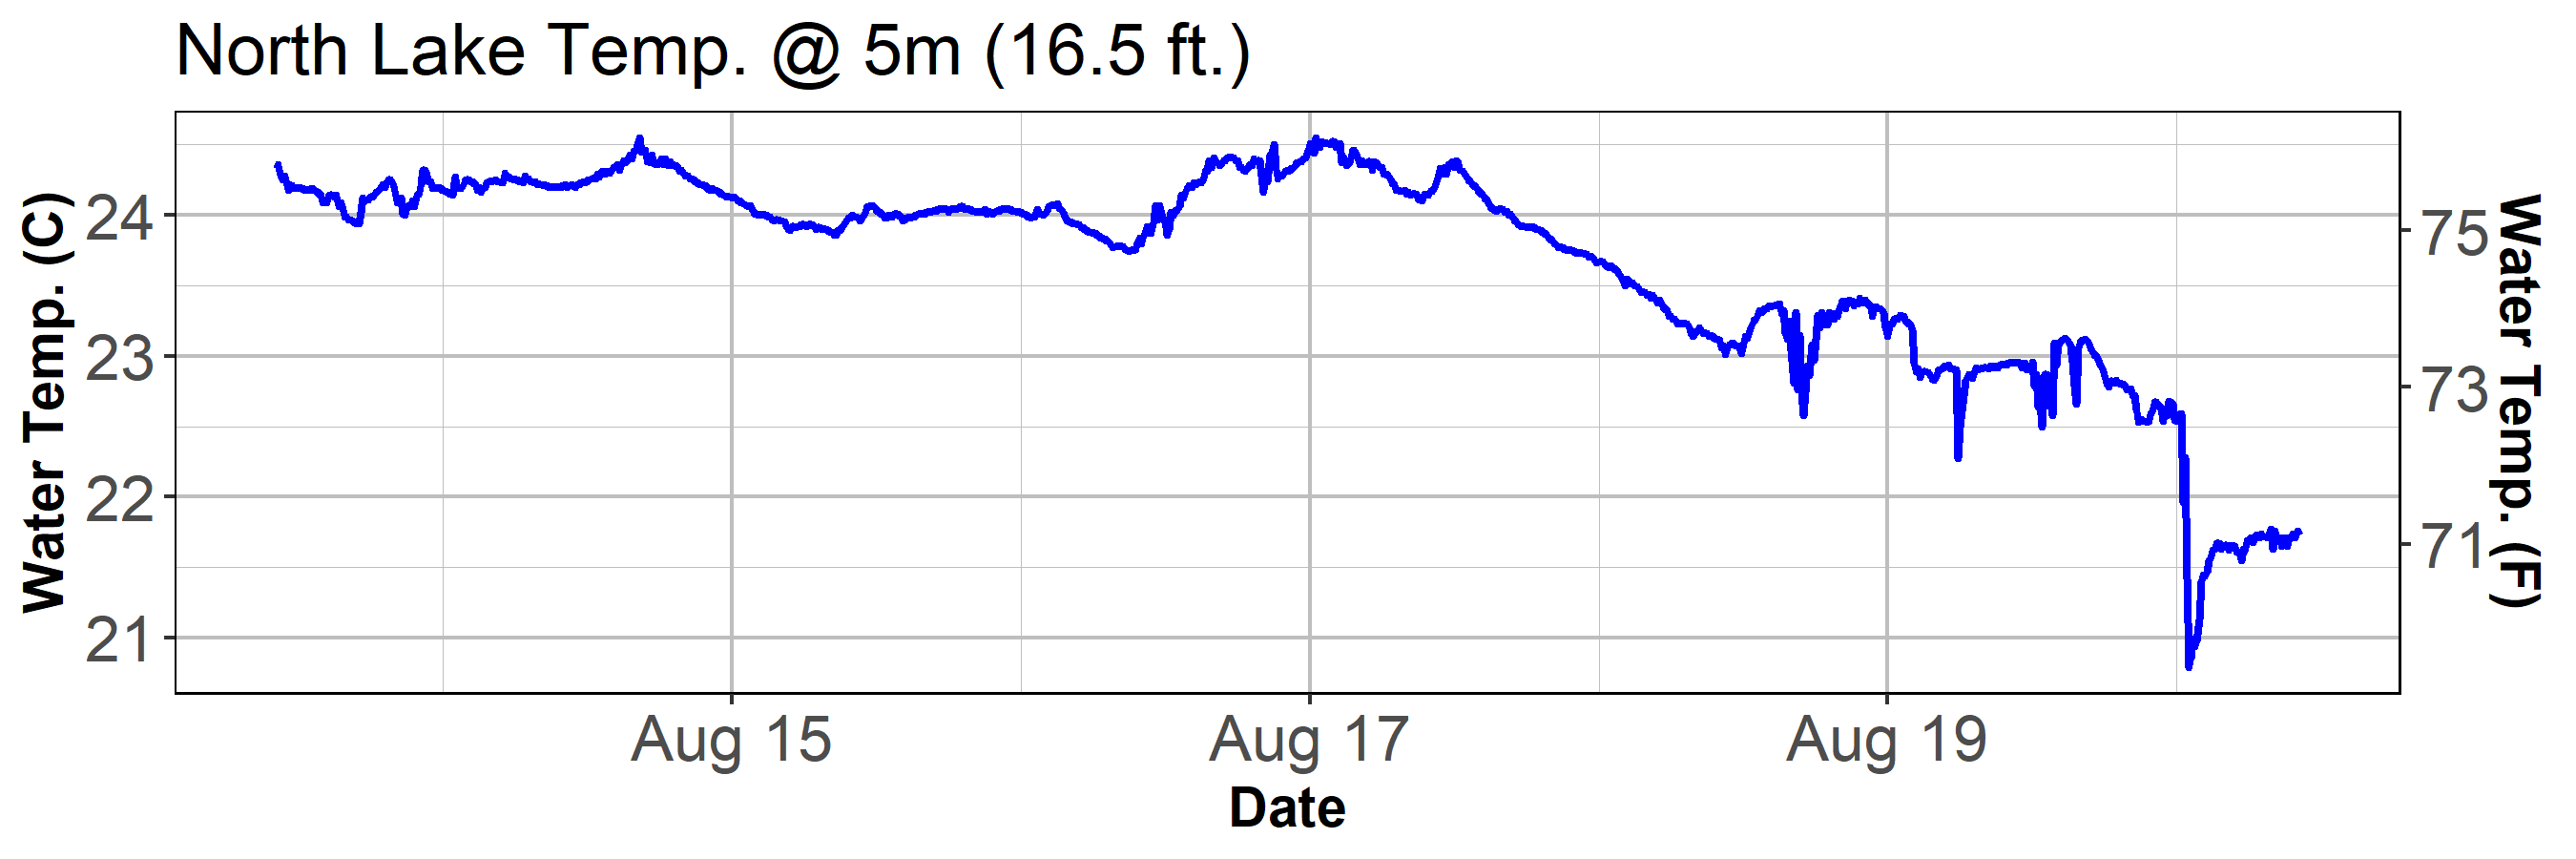 North Lake Temp. @ 5m (16.5 ft.)
Water Temp. (C)
24
23
22
21
75
73
71
Water Temp. (F)
Aug 15
Aug 17
Aug 19
Date